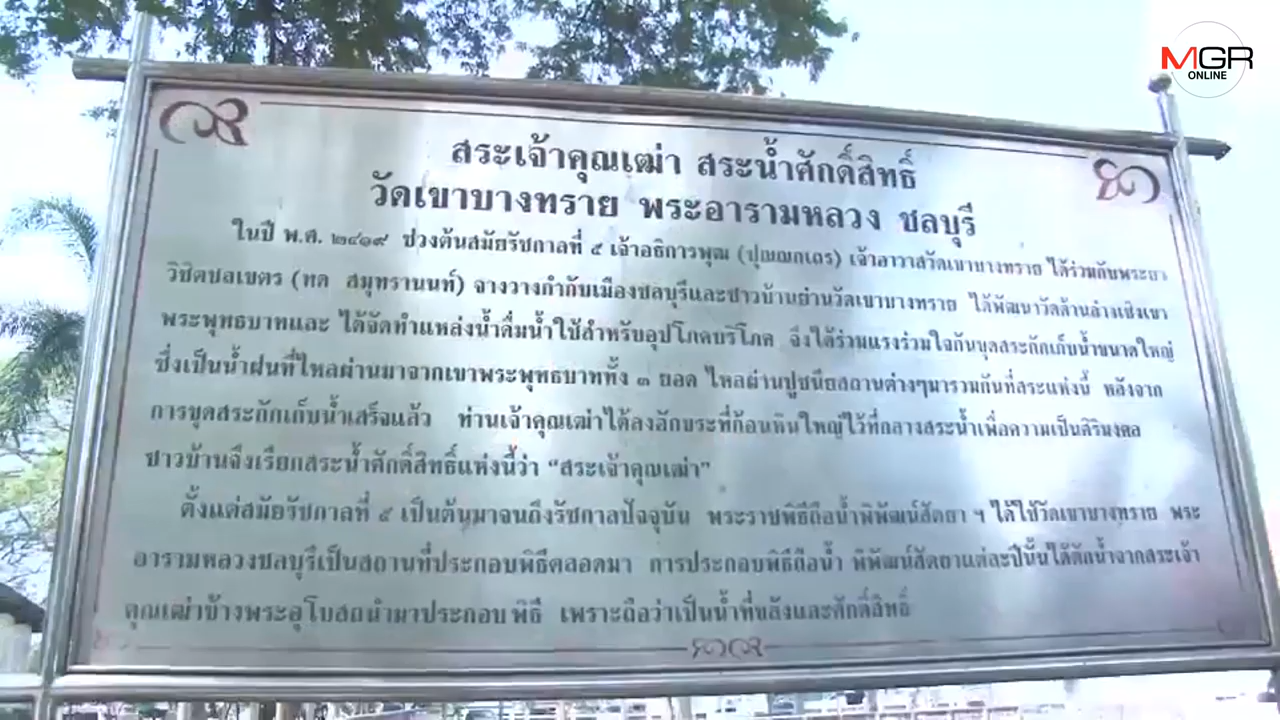 MGR
ONLINE
สระเจ้าคุณเฒ่า สระน้ำศักดิ์สิทธิ์
วัดเขาบางทราย พระอารามหลวง ชลบุรี
ในปี พ.ศ. ๒๔๑๙ ช่วงต้นสมัยรัชกาลที่ ๕ เจ้าอธิการพุฒ (ปุณฺณกเถร) เจ้าอาวาสวัดเขาบางทราย ได้ร่วมกับพระยา
วิชิตชลเขตร (หด สมุทรานนท์) จางวางกำกับเมืองชลบุรีและชาวบ้านย่านวัดเขาบางทราย ได้พัฒนาวัดด้านล่างเชิงเขา
พระพุทธบาทและ ได้จัดทำแหล่งน้ำดื่มน้ำใช้สำหรับอุปโภคบริโภค จึงได้ร่วมแรงร่วมใจกันขุดสระกักเก็บน้ำขนาดใหญ่
ซึ่งเป็นน้ำฝนที่ไหลผ่านมาจากเขาพระพุทธบาททั้ง ๓ ยอด ไหลผ่านปูชนียสถานต่างๆมารวมกันที่สระแห่งนี้ หลังจาก
การขุดสระกักเก็บน้ำเสร็จแล้ว ท่านเจ้าคุณเฒ่าได้ลงอักขระที่ก้อนหินใหญ่ไว้ที่กลางสระน้ำเพื่อความเป็นศิริมงคล
ชาวบ้านจึงเรียกสระน้ำศักดิ์สิทธิ์แห่งนี้ว่า “สระเจ้าคุณเฒ่า”
ตั้งแต่สมัยรัชกาลที่ ๕ เป็นต้นมาจนถึงรัชกาลปัจจุบัน พระราชพิธีถือน้ำพิพัฒน์สัตยา ฯ ได้ใช้วัดเขาบางทราย พระ
อารามหลวงชลบุรีเป็นสถานที่ประกอบพิธีตลอดมา การประกอบพิธีถือน้ำ พิพัฒน์สัตยาแต่ละปีนั้นได้ตักน้ำจากสระเจ้า
คุณเฒ่าข้างพระอุโบสถนำมาประกอบ พิธี เพราะถือว่าเป็นน้ำที่ขลังและศักดิ์สิทธิ์